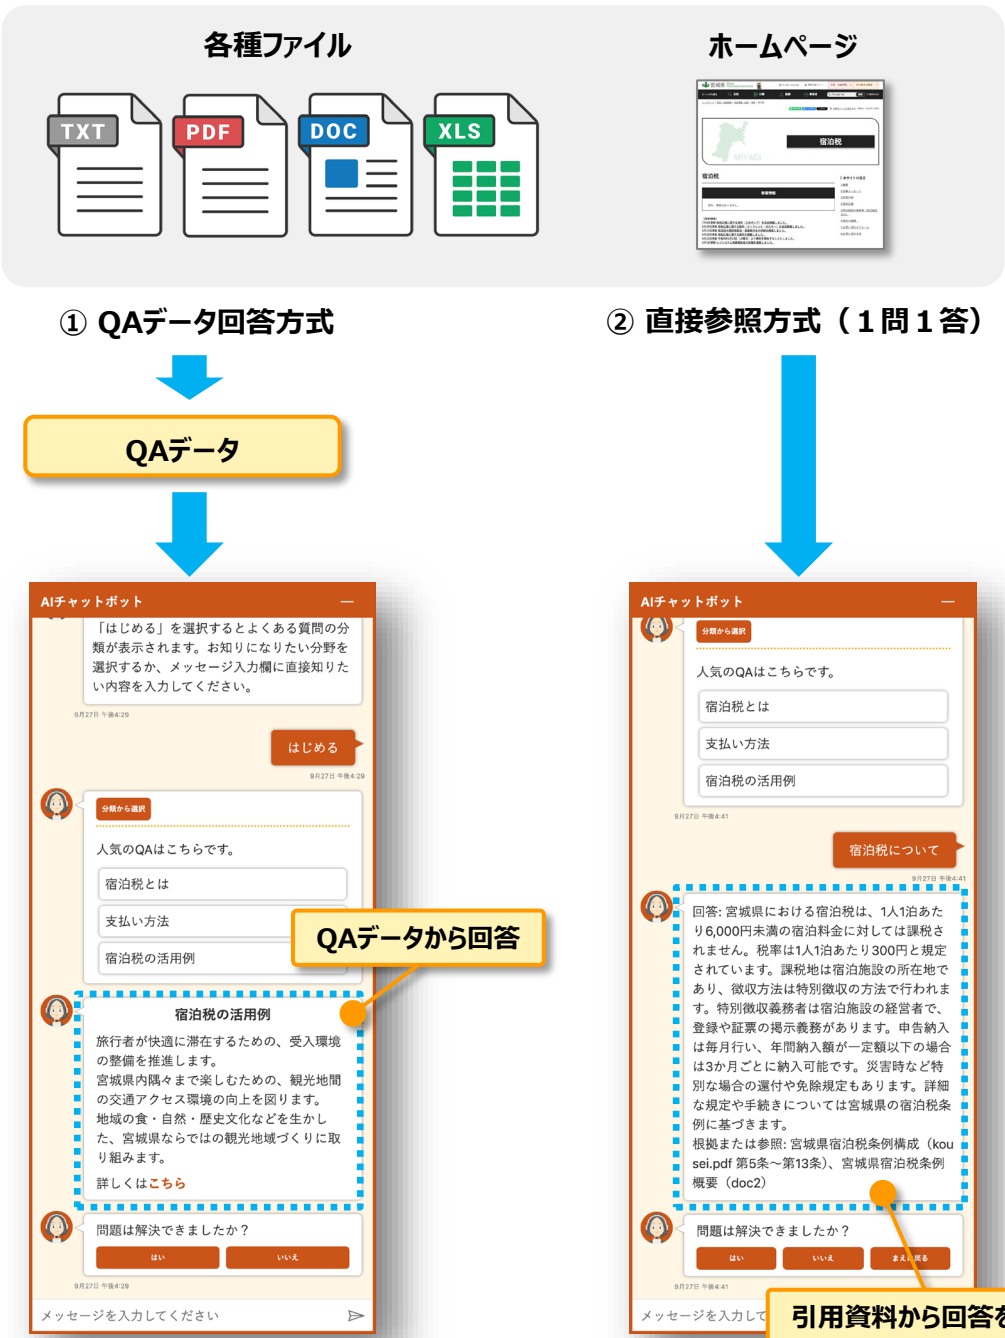 各種ファイル
ホームページ
TXT
PDF
DOC
XLS
宿泊税
MIYAGI
宿泊税
① QAデータ回答方式
② 直接参照方式（１問１答）
QAデータ
AIチャットボット
「はじめる」を選択するとよくある質問の分
類が表示されます。お知りになりたい分野を
選択するか、メッセージ入力欄に直接知りた
い内容を入力してください。
9月27日 午後4:29
はじめる
9月27日 午後4:29
分類から選択
人気のQAはこちらです。
宿泊税とは
支払い方法
宿泊税の活用例
QAデータから回答
宿泊税の活用例
旅行者が快適に滞在するための、受入環境
の整備を推進します。
宮城県内隅々まで楽しむための、観光地間
の交通アクセス環境の向上を図ります。
地域の食・自然・歴史文化などを生かし
た、宮城県ならではの観光地域づくりに取
り組みます。
詳しくはこちら
問題は解決できましたか？
はい
いいえ
9月27日 午後4:29
メッセージを入力してください
AIチャットボット
分類から選択
人気のQAはこちらです。
宿泊税とは
支払い方法
宿泊税の活用例
9月27日 午後4:41
宿泊税について
9月27日 午後4:41
回答: 宮城県における宿泊税は、1人1泊あた
り6,000円未満の宿泊料金に対しては課税さ
れません。税率は1人1泊あたり300円と規定
されています。課税地は宿泊施設の所在地で
あり、徴収方法は特別徴収の方法で行われま
す。特別徴収義務者は宿泊施設の経営者で、
登録や証票の掲示義務があります。申告納入
は毎月行い、年間納入額が一定額以下の場合
は3か月ごとに納入可能です。災害時など特
別な場合の還付や免除規定もあります。詳細
な規定や手続きについては宮城県の宿泊税条
例に基づきます。
根拠または参照: 宮城県宿泊税条例構成（kou
sei.pdf 第5条〜第13条）、宮城県宿泊税条例
概要（doc2）
問題は解決できましたか？
はい
いいえ
まえに戻る
9月27日 午後4:41
メッセージを入力して
引用資料から回答を